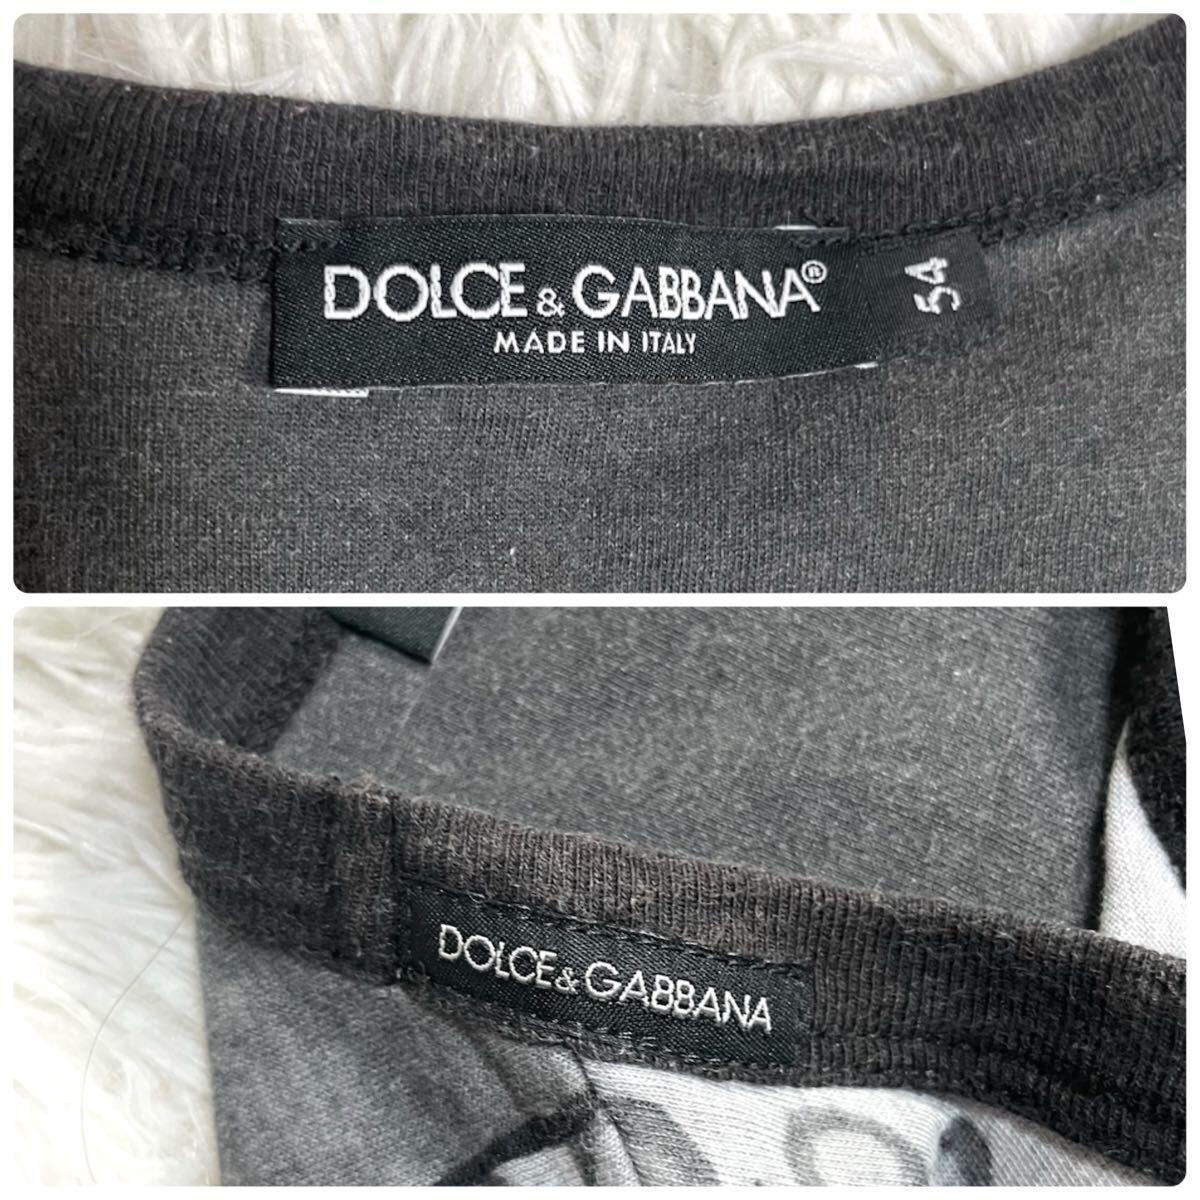 DOLCE & GABBANA®
MADE IN ITALY
54
DOLCE & GABBANA